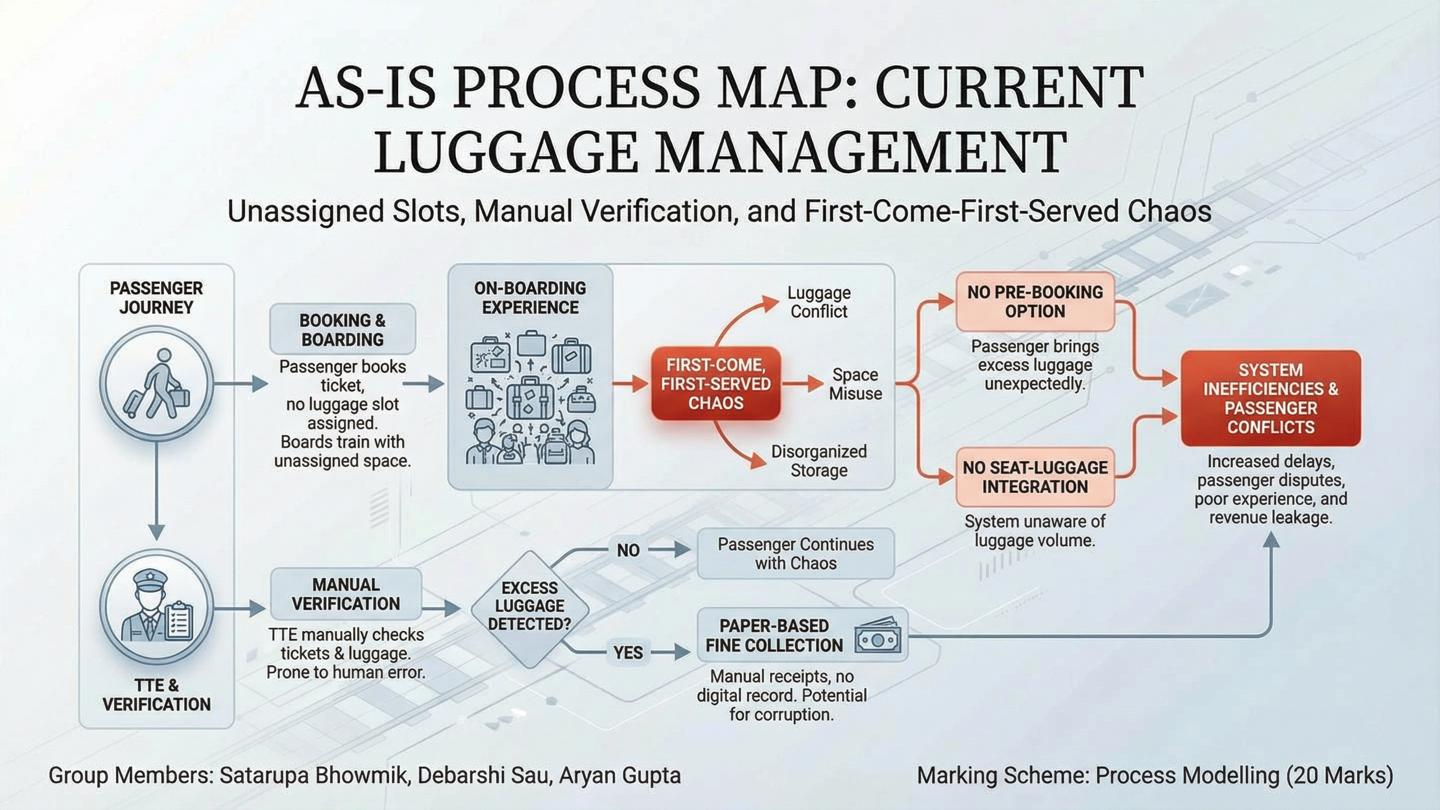 AS-IS PROCESS MAP: CURRENT
LUGGAGE MANAGEMENT
Unassigned Slots, Manual Verification, and First-Come-First-Served Chaos
PASSENGER
JOURNEY
BOOKING &
BOARDING
Passenger books
ticket,
no luggage slot
assigned.
Boards train with
unassigned space.
ON-BOARDING
EXPERIENCE
FIRST-COME,
FIRST-SERVED
CHAOS
Luggage
Conflict
Space
Misuse
Disorganized
Storage
NO PRE-BOOKING
OPTION
Passenger brings
excess luggage
unexpectedly.
NO SEAT-LUGGAGE
INTEGRATION
System unaware of
luggage volume.
SYSTEM
INEFFICIENCIES &
PASSENGER
CONFLICTS
Increased delays,
passenger disputes,
poor experience, and
revenue leakage.
TTE &
VERIFICATION
MANUAL
VERIFICATION
TTE manually checks
tickets & luggage.
Prone to human error.
EXCESS
LUGGAGE
DETECTED?
NO
Passenger Continues
with Chaos
YES
PAPER-BASED
FINE COLLECTION
Manual receipts, no
digital record. Potential
for corruption.
Group Members: Satarupa Bhowmik, Debarshi Sau, Aryan Gupta
Marking Scheme: Process Modelling (20 Marks)